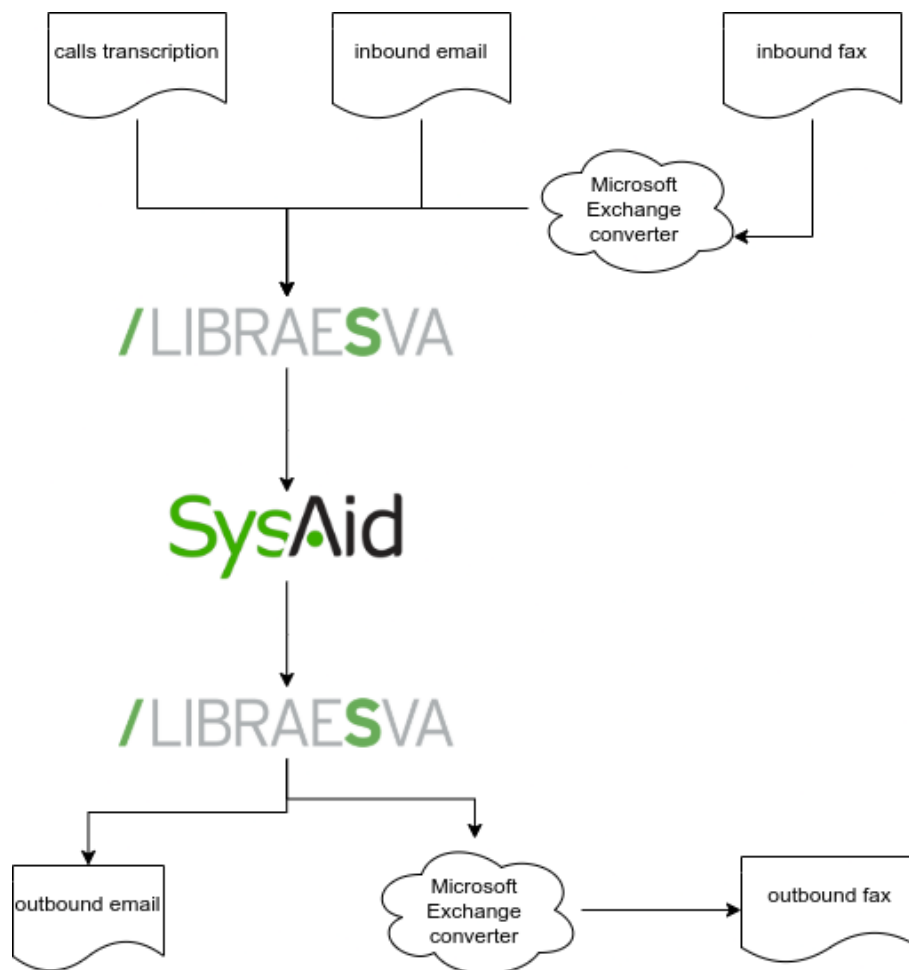 calls transcription
inbound email
inbound fax
Microsoft
Exchange
converter
/LIBRAESVA
SysAid
/LIBRAESVA
outbound email
Microsoft
Exchange
converter
outbound fax